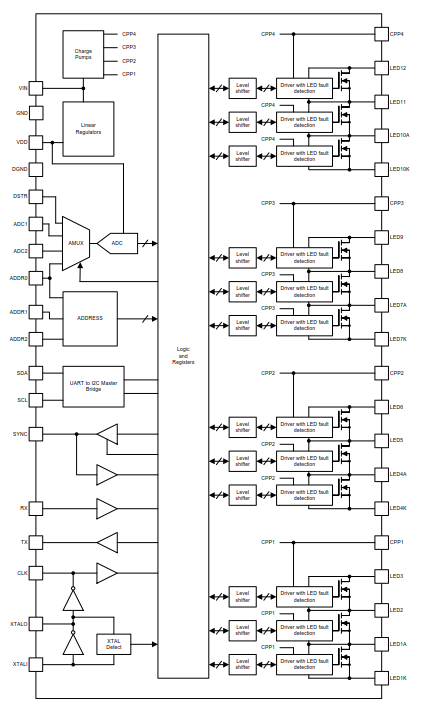 CPP4
CPP3
CPP2
CPP1
Charge
Pumps
VIN
GND
Linear
Regulators
VDD
DGND
DSTR
ADC1
ADC2
ADDR0
AMUX
ADC
ADDR1
ADDRESS
ADDR2
SDA
SCL
UART to I2C Master
Bridge
SYNC
RX
TX
CLK
XTALO
XTAL
Detect
XTALI
Logic
and
Registers
CPP4
CPP4
LED12
Level
shifter
Driver with LED fault
detection
CPP4
LED11
Level
shifter
Driver with LED fault
detection
CPP4
LED10A
Level
shifter
Driver with LED fault
detection
LED10K
CPP3
CPP3
LED9
Level
shifter
Driver with LED fault
detection
CPP3
LED8
Level
shifter
Driver with LED fault
detection
CPP3
LED7A
Level
shifter
Driver with LED fault
detection
LED7K
CPP2
CPP2
LED6
Level
shifter
Driver with LED fault
detection
CPP2
LED5
Level
shifter
Driver with LED fault
detection
CPP2
LED4A
Level
shifter
Driver with LED fault
detection
LED4K
CPP1
CPP1
LED3
Level
shifter
Driver with LED fault
detection
CPP1
LED2
Level
shifter
Driver with LED fault
detection
CPP1
LED1A
Level
shifter
Driver with LED fault
detection
LED1K